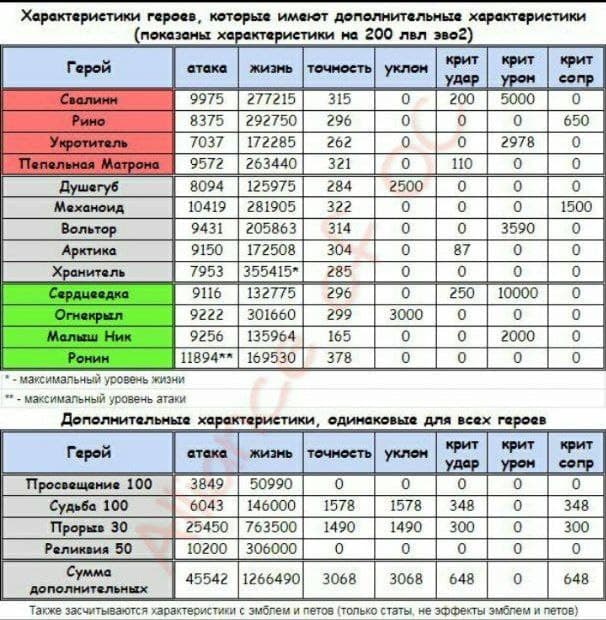 Характеристики героев, которые имеют дополнительные характеристики
(показаны характеристики на 200 лвл эво2)
Герой атака жизнь точность уклон крит удар крит урон крит сопр
Свалинн 9975 277215 315 0 200 5000 0
Рино 8375 292750 296 0 0 0 650
Укротитель 7037 172285 262 0 0 2978 0
Пепельная Матрона 9572 263440 321 0 110 0 0
Душегуб 8094 125975 284 2500 0 0 0
Механоид 10419 281905 322 0 0 0 1500
Вольтор 9431 205863 314 0 0 3590 0
Арктика 9150 172508 304 0 87 0 0
Хранитель 7953 355415* 285 0 0 0 0
Сердцеедка 9116 132775 296 0 250 10000 0
Огнекрыл 9222 301660 299 3000 0 0 0
Малыш Ник 9256 135964 165 0 0 2000 0
Ронин 11894** 169530 378 0 0 0 0
* - максимальный уровень жизни
** - максимальный уровень атаки
Дополнительные характеристики, одинаковые для всех героев
Герой атака жизнь точность уклон крит удар крит урон крит сопр
Просвещение 100 3849 50990 0 0 0 0 0
Судьба 100 6043 146000 1578 1578 348 0 348
Прорыв 30 25450 763500 1490 1490 300 0 300
Реликвия 50 10200 306000 0 0 0 0 0
Сумма дополнительных 45542 1266490 3068 3068 648 0 648
Также засчитываются характеристики с эмблем и петов (только статы, не эффекты эмблем и петов)
Alliance of OC